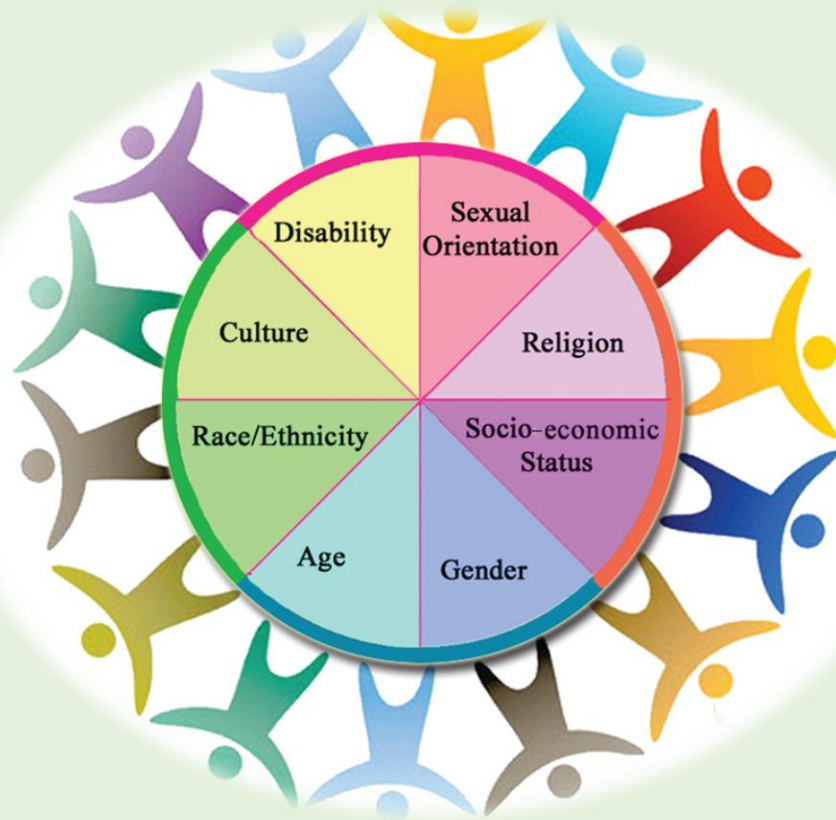 Disability
Sexual
Orientation
Culture
Religion
Race/Ethnicity
Socio-economic
Status
Age
Gender